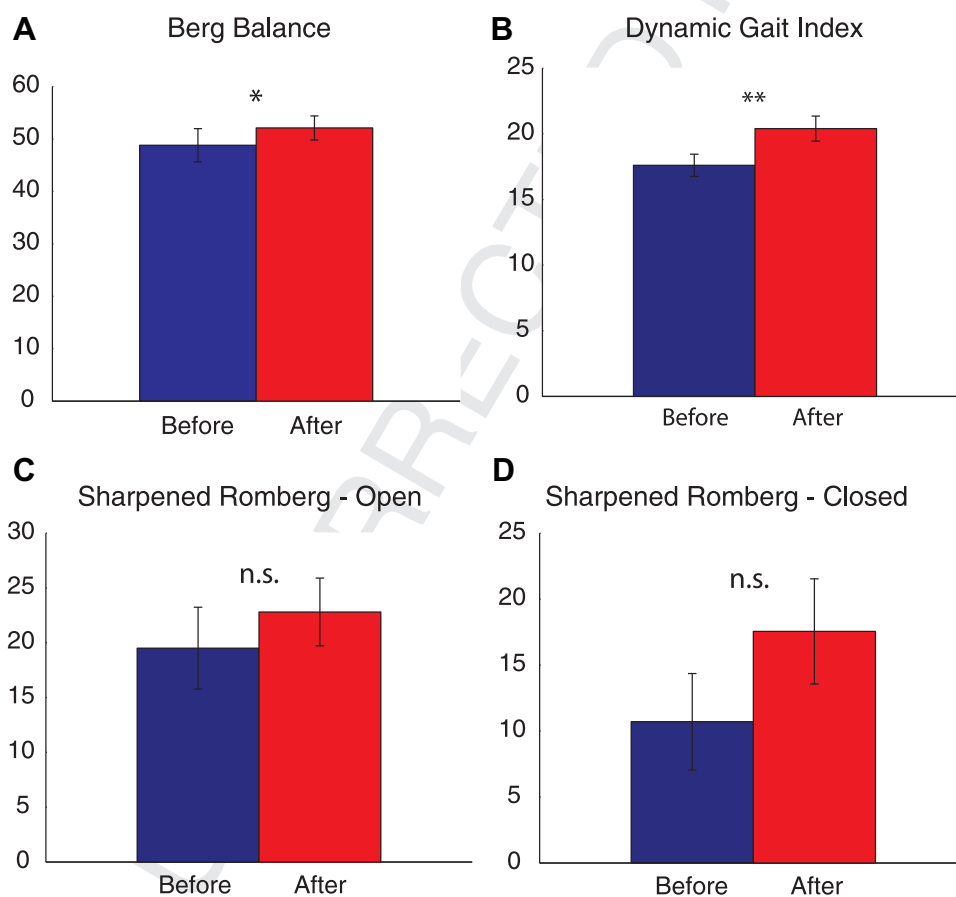 A
Berg Balance
60
50
40
30
20
10
0
*
Before After
B
Dynamic Gait Index
25
20
15
10
5
0
**
Before After
C
Sharpened Romberg - Open
30
25
20
15
10
5
0
n.s.
Before After
D
Sharpened Romberg - Closed
25
20
15
10
5
0
n.s.
Before After